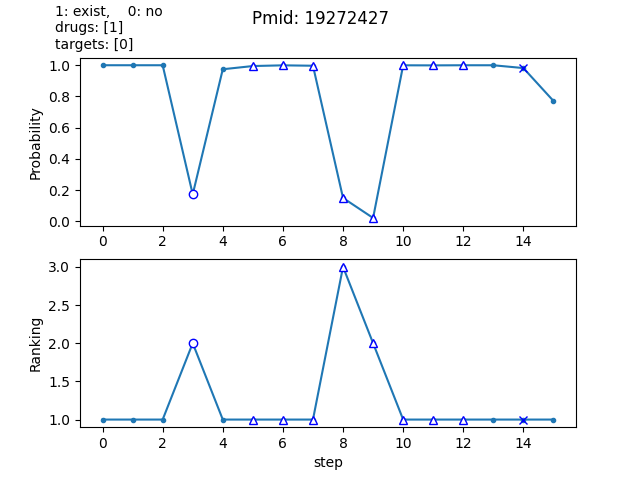 1: exist,    0: no
drugs: [1]
targets: [0]
Pmid: 19272427
Probability
1.0
0.8
0.6
0.4
0.2
0.0
0 2 4 6 8 10 12 14
Ranking
3.0
2.5
2.0
1.5
1.0
0 2 4 6 8 10 12 14
step